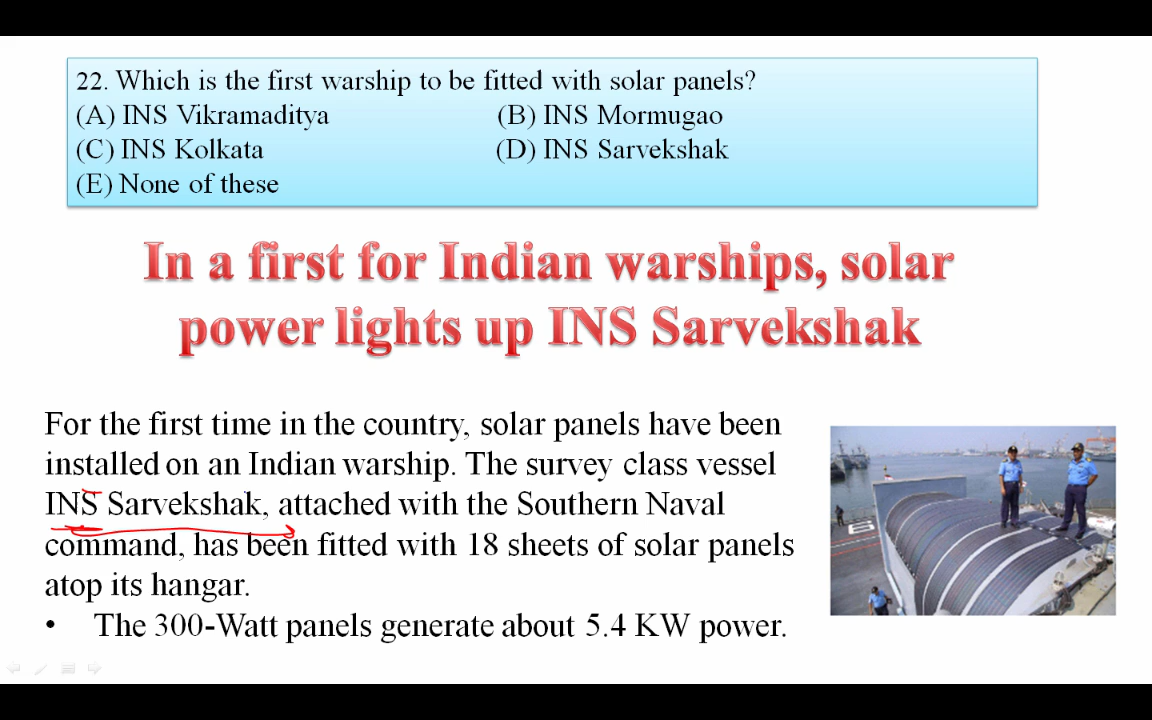 22. Which is the first warship to be fitted with solar panels?
(A) INS Vikramaditya (B) INS Mormugao
(C) INS Kolkata (D) INS Sarvekshak
(E) None of these
In a first for Indian warships, solar
power lights up INS Sarvekshak
For the first time in the country, solar panels have been
installed on an Indian warship. The survey class vessel
INS Sarvekshak, attached with the Southern Naval
command, has been fitted with 18 sheets of solar panels
atop its hangar.
• The 300-Watt panels generate about 5.4 KW power.